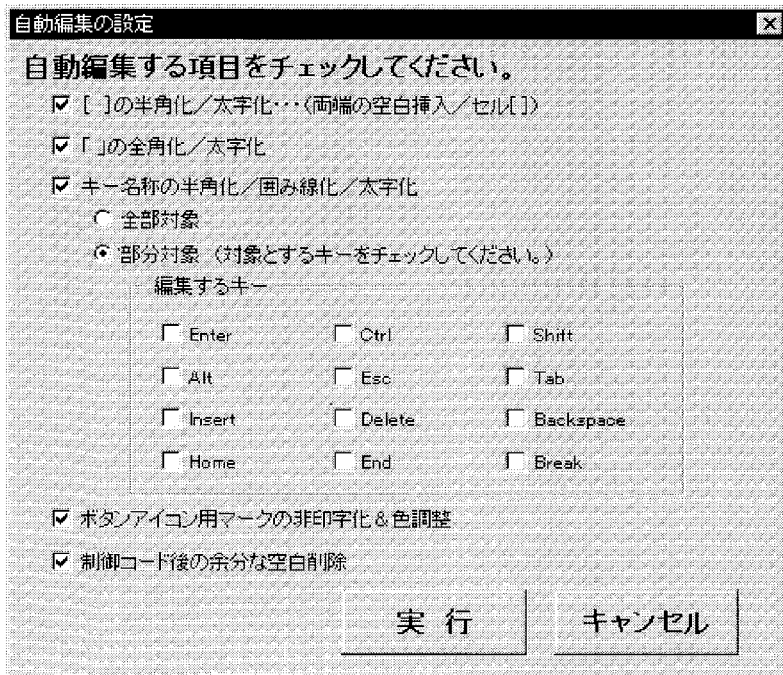 自動編集の設定
自動編集する項目をチェックしてください。
[ ]の半角化／太字化・・・(両端の空白挿入／セル[])
「 」の全角化／太字化
キー名称の半角化／囲み線化／太字化
全部対象
部分対象 (対象とするキーをチェックしてください。)
編集するキー
Enter Ctrl Shift
Alt Esc Tab
Insert Delete Backspace
Home End Break
ボタンアイコン用マークの非印字化＆色調整
制御コード後の余分な空白削除
実 行 キャンセル